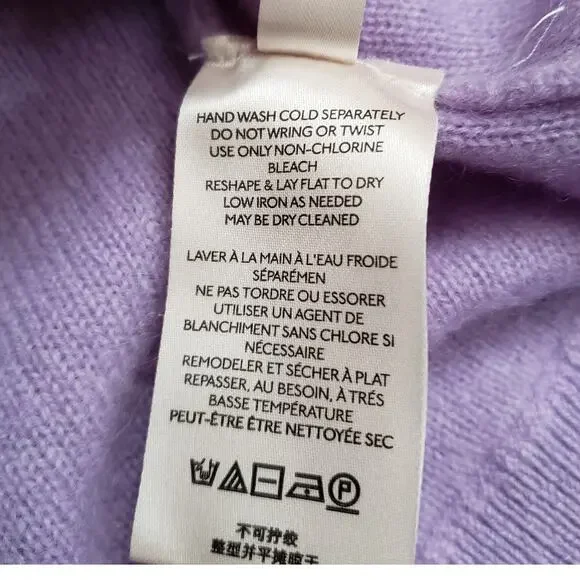 HAND WASH COLD SEPARATELY
DO NOT WRING OR TWIST
USE ONLY NON-CHLORINE
BLEACH
RESHAPE & LAY FLAT TO DRY
LOW IRON AS NEEDED
MAY BE DRY CLEANED
LAVER À LA MAIN À L'EAU FROIDE
SÉPARÉMEN
NE PAS TORDRE OU ESSORER
UTILISER UN AGENT DE
BLANCHIMENT SANS CHLORE SI
NÉCESSAIRE
REMODELER ET SÉCHER À PLAT
REPASSER, AU BESOIN, À TRÉS
BASSE TEMPÉRATURE
PEUT-ÊTRE ÊTRE NETTOYÉE SEC
P
不可拧绞
整型并平摊晾干